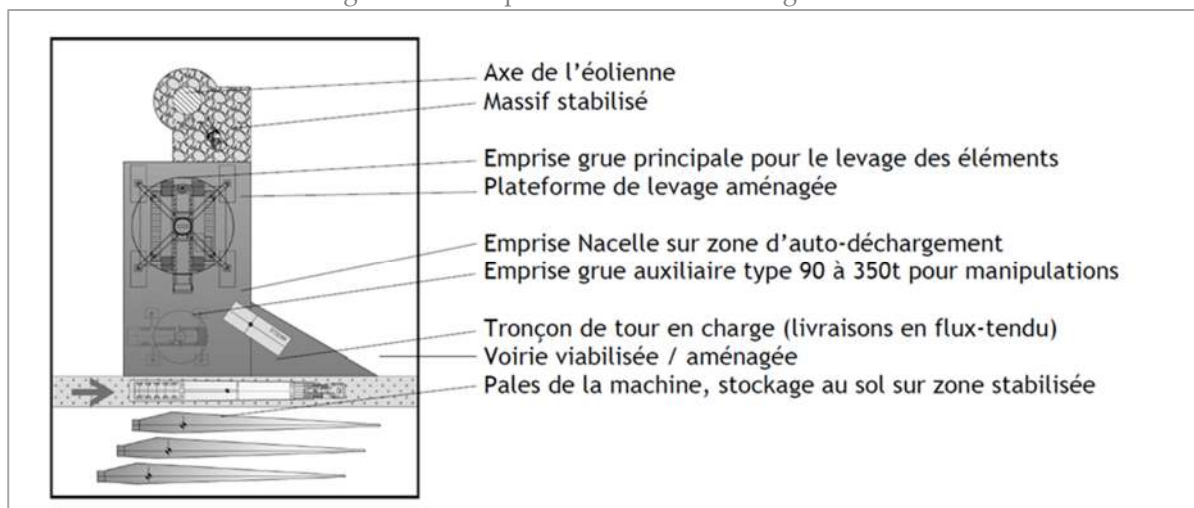 Axe de l’éolienne
Massif stabilisé
Emprise grue principale pour le levage des éléments
Plateforme de levage aménagée
Emprise Nacelle sur zone d’auto-déchargement
Emprise grue auxiliaire type 90 à 350t pour manipulations
Tronçon de tour en charge (livraisons en flux-tendu)
Voirie viabilisée / aménagée
Pales de la machine, stockage au sol sur zone stabilisée